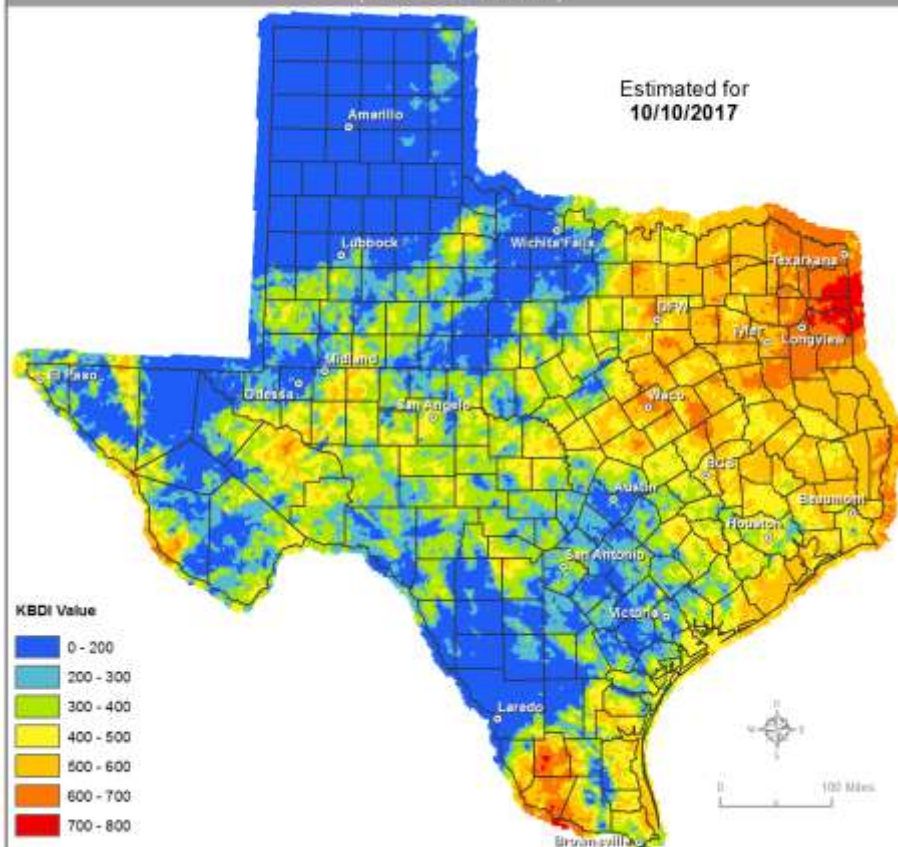 Estimated for
10/10/2017
Amarillo
Lubbock
Wichita Falls
Texarkana
DFW
Tyler
Longview
El Paso
Midland
Odessa
San Angelo
Waco
BCS
Austin
Beaumont
Houston
San Antonio
Victoria
Laredo
Brownsville
KBDI Value
0 - 200
200 - 300
300 - 400
400 - 500
500 - 600
600 - 700
700 - 800
0 100 Miles